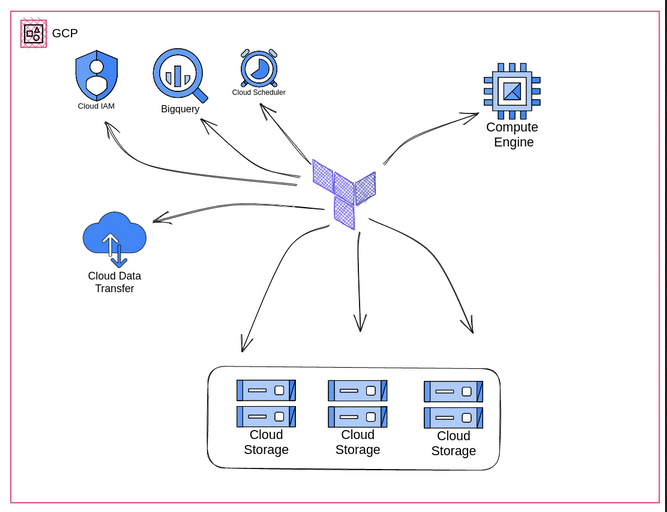 GCP
Cloud IAM
Bigquery
Cloud Scheduler
Compute
Engine
Cloud Data
Transfer
Cloud
Storage
Cloud
Storage
Cloud
Storage